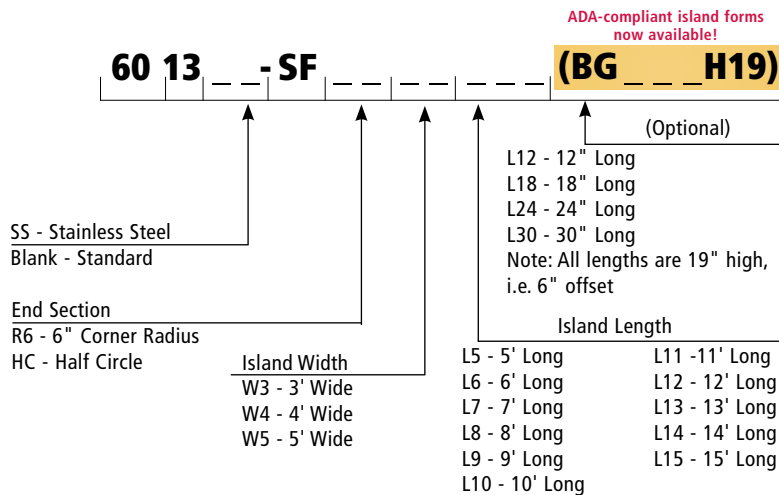 ADA-compliant island forms
now available!
60 13 _ _ - SF _ _ _ _ _ _ _ (BG _ _ _ H19)
(Optional)
L12 - 12" Long
L18 - 18" Long
L24 - 24" Long
L30 - 30" Long
Note: All lengths are 19" high,
i.e. 6" offset
SS - Stainless Steel
Blank - Standard
End Section
R6 - 6" Corner Radius
HC - Half Circle
Island Width
W3 - 3' Wide
W4 - 4' Wide
W5 - 5' Wide
Island Length
L5 - 5' Long
L6 - 6' Long
L7 - 7' Long
L8 - 8' Long
L9 - 9' Long
L10 - 10' Long
L11 -11' Long
L12 - 12' Long
L13 - 13' Long
L14 - 14' Long
L15 - 15' Long